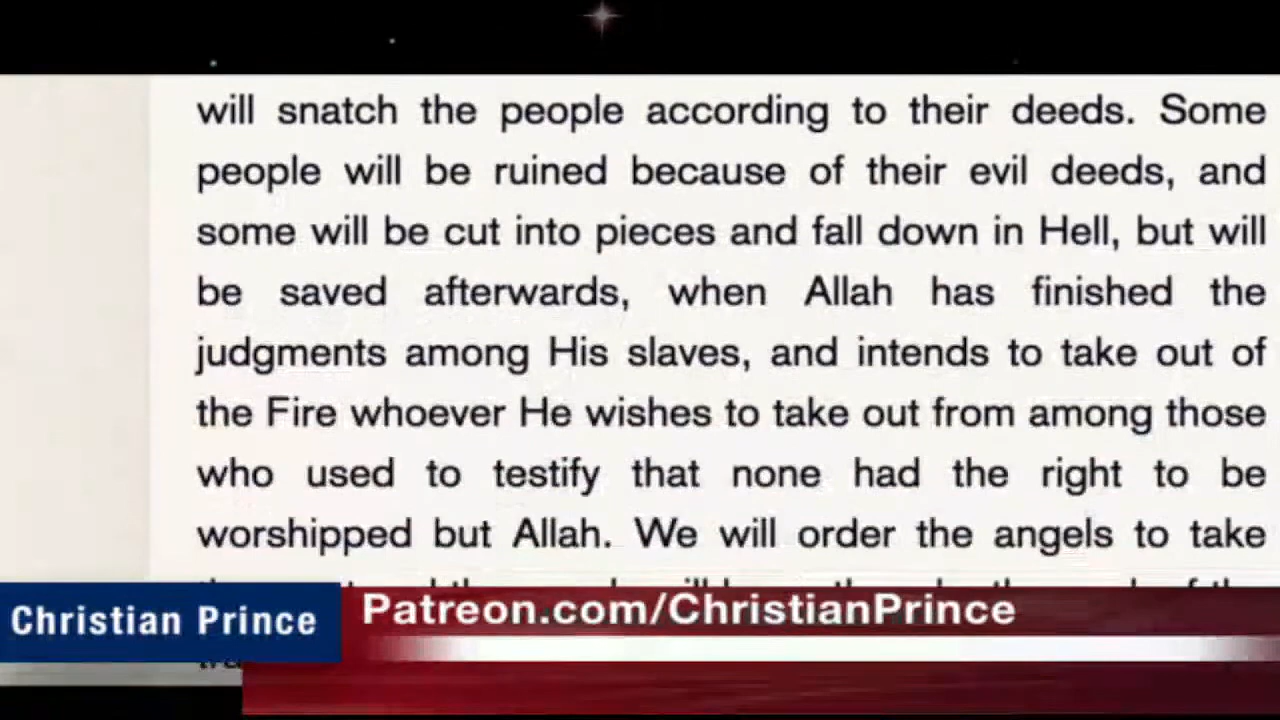 will snatch the people according to their deeds. Some
people will be ruined because of their evil deeds, and
some will be cut into pieces and fall down in Hell, but will
be saved afterwards, when Allah has finished the
judgments among His slaves, and intends to take out of
the Fire whoever He wishes to take out from among those
who used to testify that none had the right to be
worshipped but Allah. We will order the angels to take
Patreon.com/ChristianPrince
Christian Prince